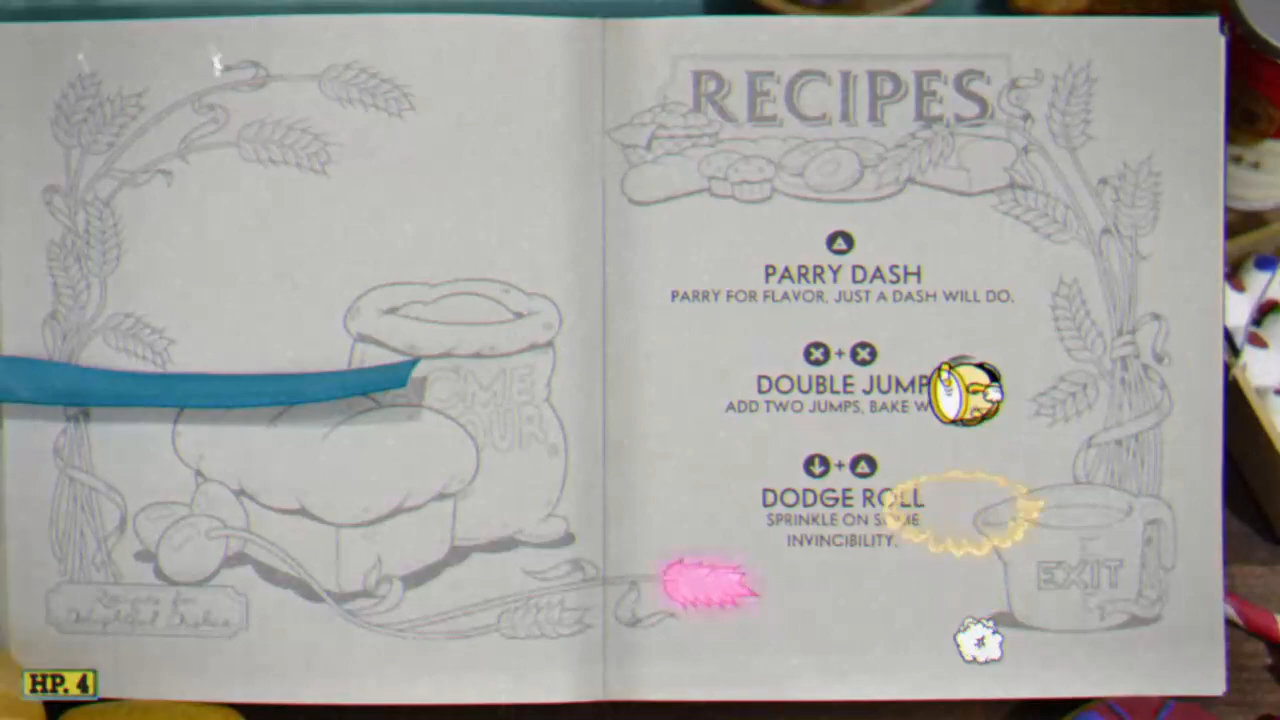 RECIPES
PARRY DASH
PARRY FOR FLAVOR, JUST A DASH WILL DO.
+
DOUBLE JUMP
ADD TWO JUMPS, BAKE W
+
DODGE ROLL
SPRINKLE ON SOME
INVINCIBILITY.
EXIT
HP. 4